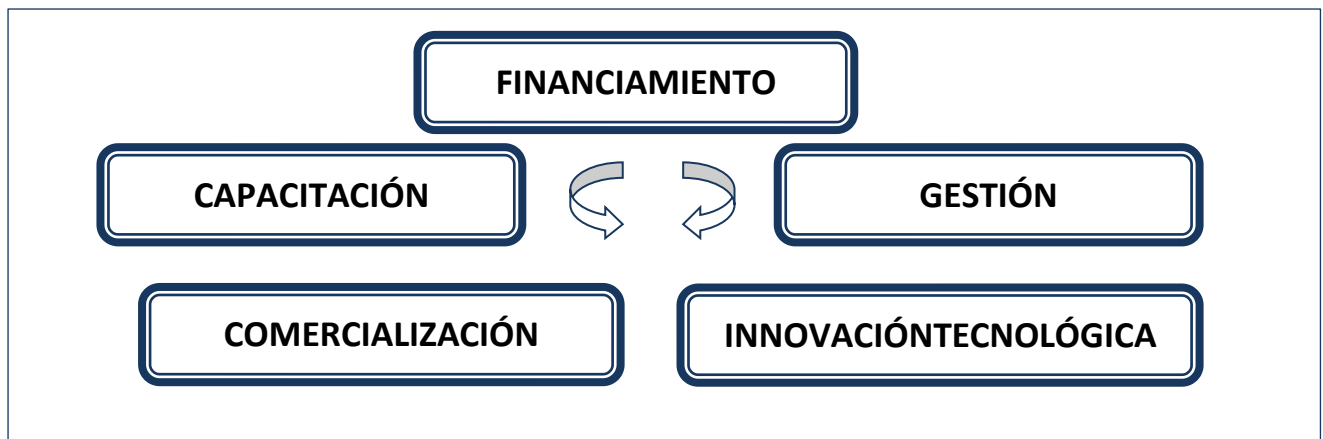 FINANCIAMIENTO
CAPACITACIÓN
GESTIÓN
COMERCIALIZACIÓN
INNOVACIÓNTECNOLÓGICA